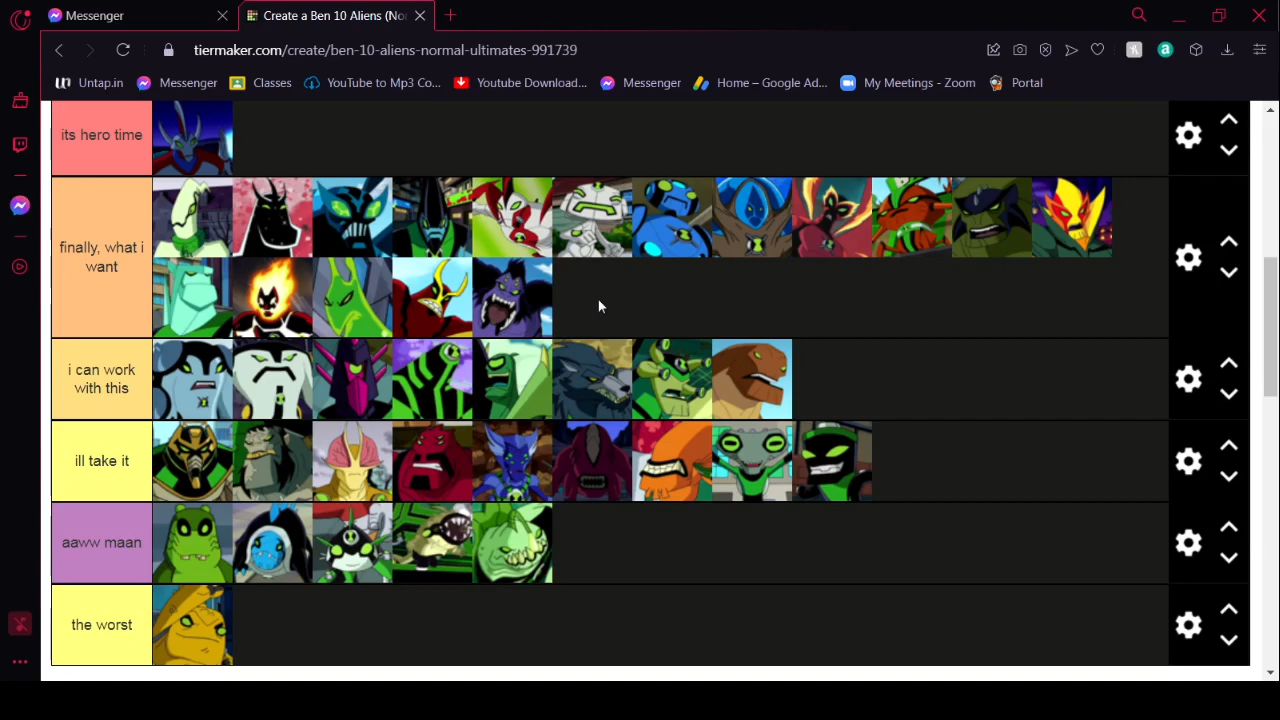 Messenger
Create a Ben 10 Aliens (No
tiermaker.com/create/ben-10-aliens-normal-ultimates-991739
Untap.in Messenger Classes YouTube to Mp3 Co... Youtube Download... Messenger Home – Google Ad... My Meetings - Zoom Portal
its hero time
finally, what i
want
i can work
with this
ill take it
aaww maan
the worst